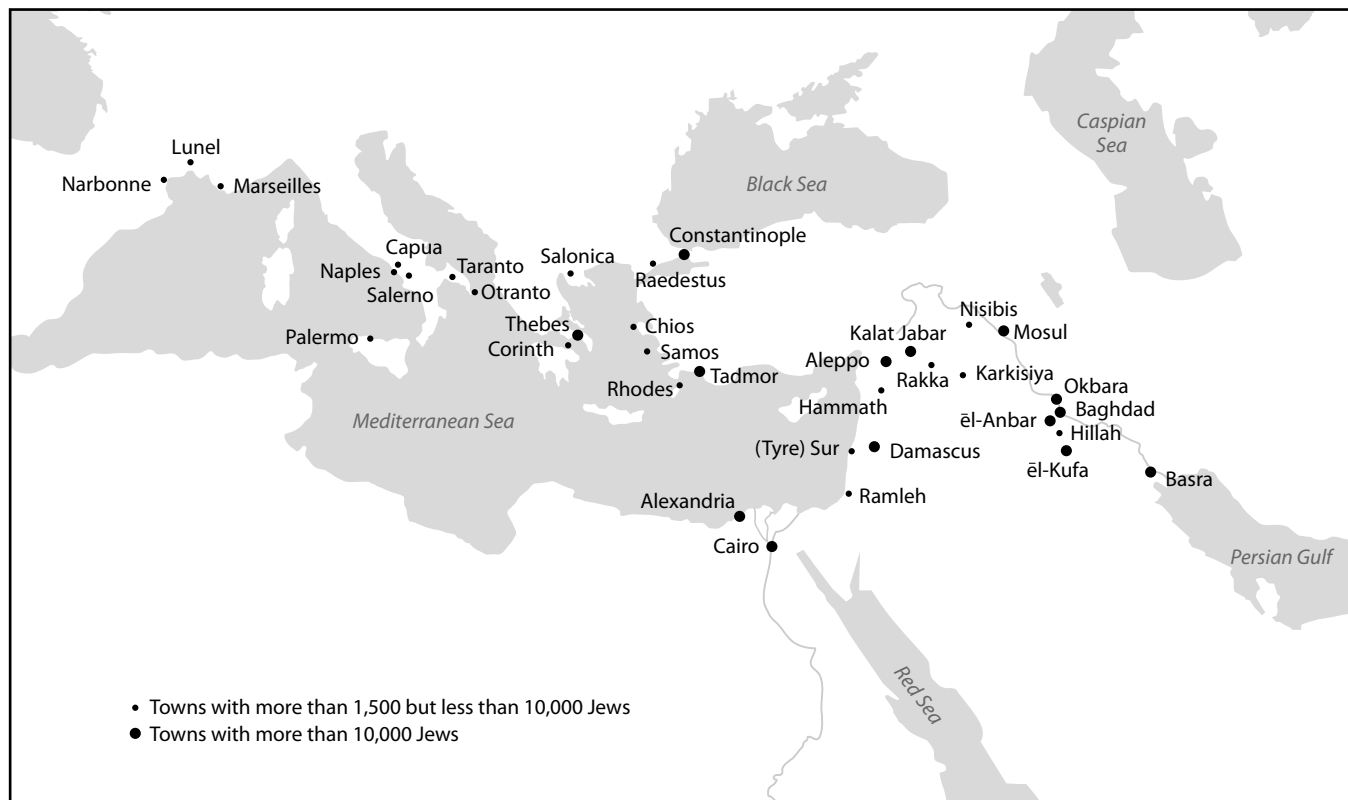 Caspian
Sea
Lunel
Narbonne
Marseilles
Black Sea
Constantinople
Capua
Naples
Salerno
Taranto
Otranto
Salonica
Raedestus
Palermo
Thebes
Corinth
Chios
Samos
Rhodes
Tadmor
Nisibis
Mosul
Kalat Jabar
Aleppo
Rakka
Karkisiya
Hammath
Okbara
Baghdad
ēl-Anbar
Hillah
ēl-Kufa
Basra
Mediterranean Sea
(Tyre) Sur
Damascus
Ramleh
Alexandria
Cairo
Persian Gulf
Red Sea
Towns with more than 1,500 but less than 10,000 Jews
Towns with more than 10,000 Jews